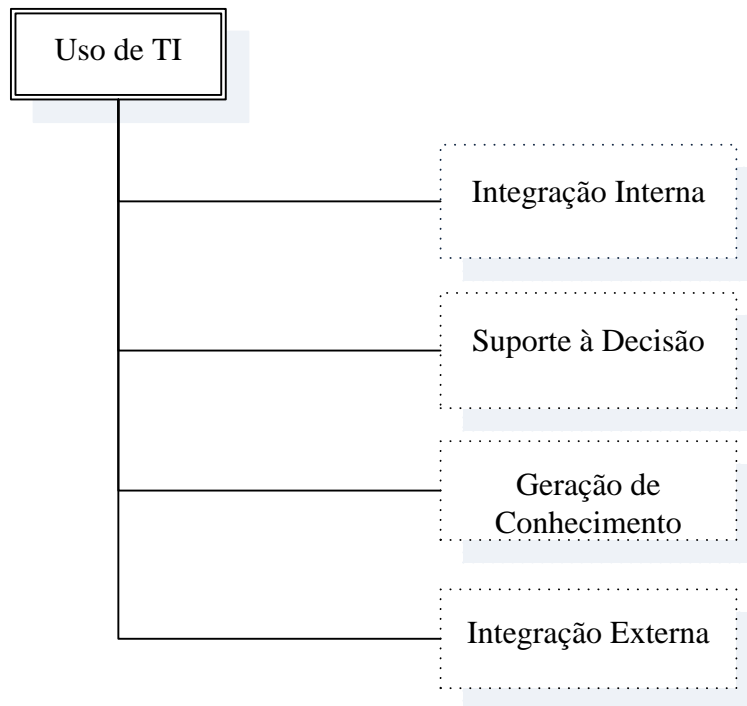 Uso de TI
Integração Interna
Suporte à Decisão
Geração de
Conhecimento
Integração Externa